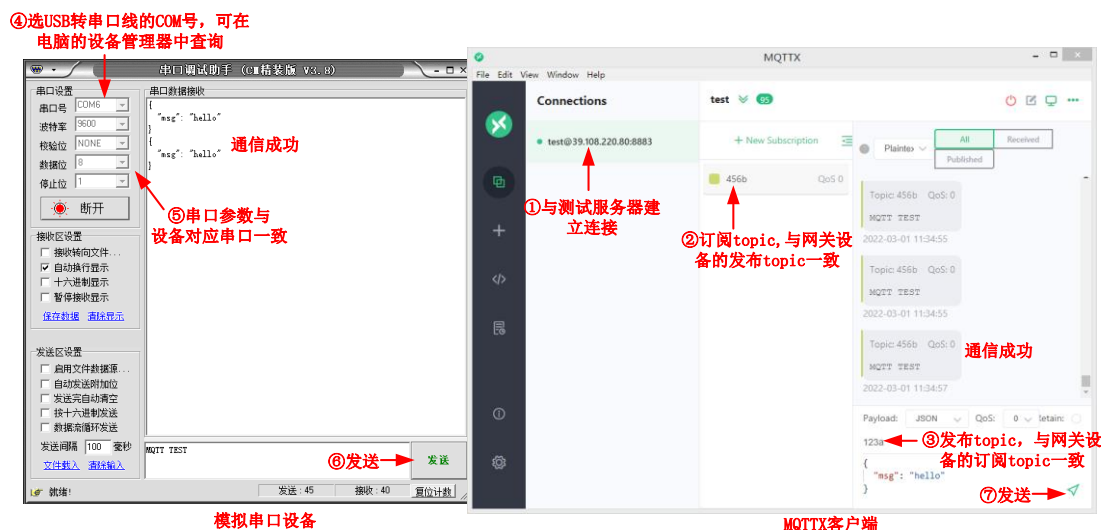 ④选USB转串口线的COM号，可在
电脑的设备管理器中查询
串口调试助手 (CM精装版 V3.8)
串口设置
串口号 COM6
波特率 9600
校验位 NONE
数据位 8
停止位 1
断开
⑤串口参数与
设备对应串口一致
接收区设置
接收转向文件...
自动换行显示
十六进制显示
暂停接收显示
保存数据 清除显示
发送区设置
启用文件数据源...
自动发送附加位
发送完自动清空
按十六进制发送
数据流循环发送
发送间隔 100 毫秒
文件载入 清除输入
就绪!
串口数据接收
{
"msg": "hello"
}
{
"msg": "hello"
}
通信成功
MQTT TEST
⑥发送
发送
发送:45 接收:40 复位计数
模拟串口设备
MQTTX
File Edit View Window Help
Connections
test@39.108.220.80:8883
①与测试服务器建
立连接
test 95
+ New Subscription
456b QoS 0
②订阅topic,与网关设
备的发布topic一致
Plaintex
All Received
Published
Topic: 456b QoS: 0
MQTT TEST
2022-03-01 11:34:55
Topic: 456b QoS: 0
MQTT TEST
2022-03-01 11:34:55
Topic: 456b QoS: 0
MQTT TEST
2022-03-01 11:34:57
通信成功
Payload: JSON QoS: 0 Retain:
123a
③发布topic，与网关设
备的订阅topic一致
{
"msg": "hello"
}
⑦发送
MQTTX客户端